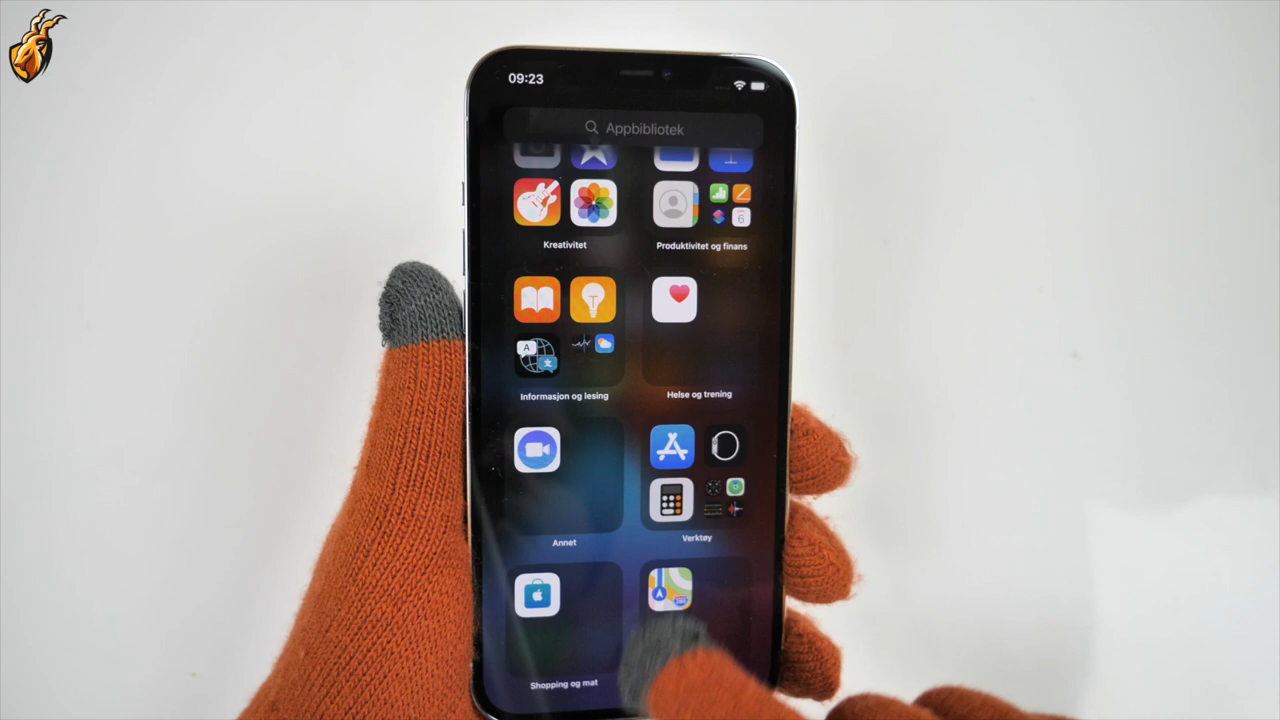 09:23
Appbibliotek
Kreativitet
Produktivitet og finans
Informasjon og lesing
Helse og trening
Annet
Verktøy
Shopping og mat